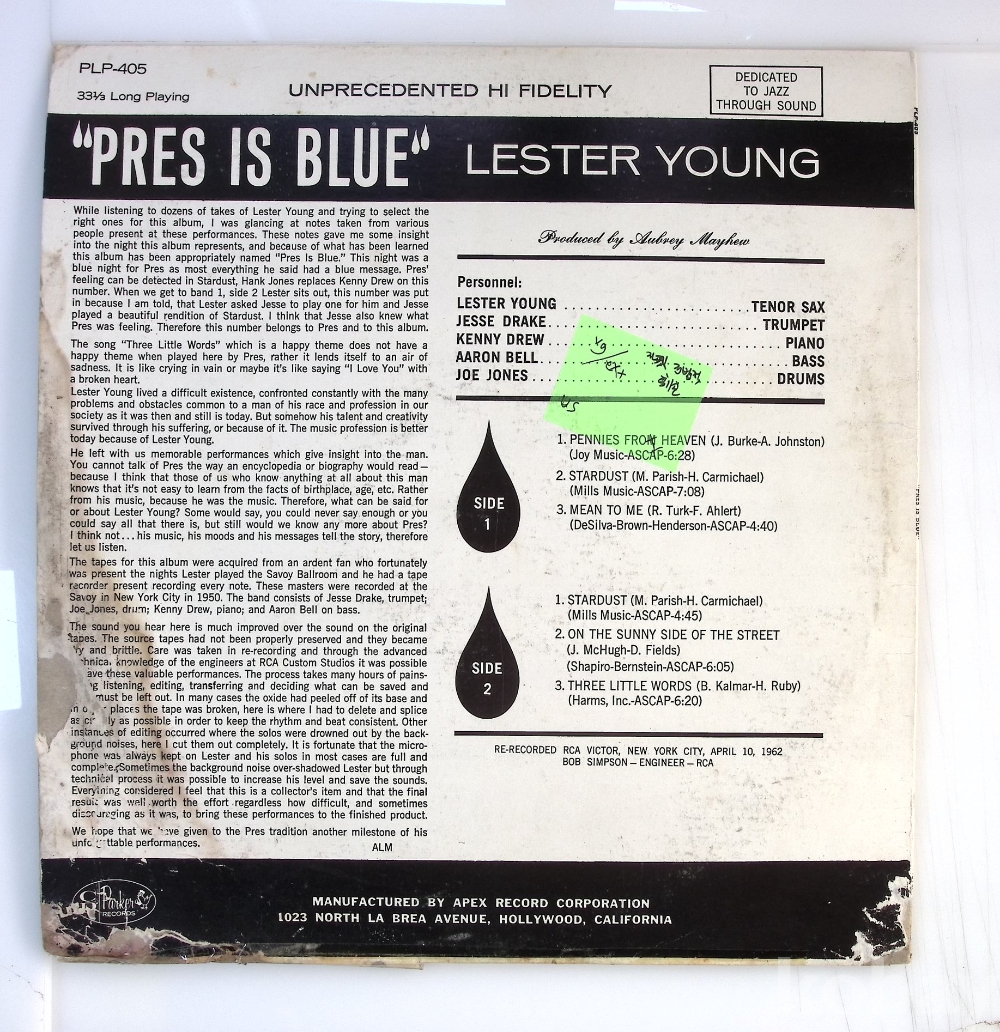 PLP-405
33⅓ Long Playing
UNPRECEDENTED HI FIDELITY
DEDICATED
TO JAZZ
THROUGH SOUND
"PRES IS BLUE" LESTER YOUNG
While listening to dozens of takes of Lester Young and trying to select the
right ones for this album, I was glancing at notes taken from various
people present at these performances. These notes gave me some insight
into the night this album represents, and because of what has been learned
this album has been appropriately named "Pres Is Blue." This night was a
blue night for Pres as most everything he said had a blue message. Pres'
feeling can be detected in Stardust, Hank Jones replaces Kenny Drew on this
number. When we get to band 1, side 2 Lester sits out, this number was put
in because I am told, that Lester asked Jesse to play one for him and Jesse
played a beautiful rendition of Stardust. I think that Jesse also knew what
Pres was feeling. Therefore this number belongs to Pres and to this album.
The song "Three Little Words" which is a happy theme does not have a
happy theme when played here by Pres, rather it lends itself to an air of
sadness. It is like crying in vain or maybe it's like saying "I Love You" with
a broken heart.
Lester Young lived a difficult existence, confronted constantly with the many
problems and obstacles common to a man of his race and profession in our
society as it was then and still is today. But somehow his talent and creativity
survived through his suffering, or because of it. The music profession is better
today because of Lester Young.
He left with us memorable performances which give insight into the man.
You cannot talk of Pres the way an encyclopedia or biography would read—
because I think that those of us who know anything at all about this man
knows that it's not easy to learn from the facts of birthplace, age, etc. Rather
from his music, because he was the music. Therefore, what can be said for
or about Lester Young? Some would say, you could never say enough or you
could say all that there is, but still would we know any more about Pres?
I think not...his music, his moods and his messages tell the story, therefore
let us listen.
The tapes for this album were acquired from an ardent fan who fortunately
was present the nights Lester played the Savoy Ballroom and he had a tape
recorder present recording every note. These masters were recorded at the
Savoy in New York City in 1950. The band consists of Jesse Drake, trumpet;
Joe Jones, drum; Kenny Drew, piano; and Aaron Bell on bass.
The sound you hear here is much improved over the sound on the original
tapes. The source tapes had not been properly preserved and they became
and brittle. Care was taken in re-recording and through the advanced
knowledge of the engineers at RCA Custom Studios it was possible
these valuable performances. The process takes many hours of pains-
listening, editing, transferring and deciding what can be saved and
must be left out. In many cases the oxide had peeled off of its base and
in places the tape was broken, here is where I had to delete and splice
as possible in order to keep the rhythm and beat consistent. Other
instances of editing occurred where the solos were drowned out by the back-
ground noises, here I cut them out completely. It is fortunate that the micro-
phone was always kept on Lester and his solos in most cases are full and
complete. Sometimes the background noise over-shadowed Lester but through
technical process it was possible to increase his level and save the sounds.
Everything considered I feel that this is a collector's item and that the final
result was well worth the effort regardless how difficult, and sometimes
discouraging as it was, to bring these performances to the finished product.
We hope that we have given to the Pres tradition another milestone of his
performances.
ALM
Produced by Aubrey Mayhew
Personnel:
LESTER YOUNG ........................ TENOR SAX
JESSE DRAKE ........................ TRUMPET
KENNY DREW ........................ PIANO
AARON BELL ........................ BASS
JOE JONES ........................ DRUMS
vg/ex+
US
SIDE
1
1. PENNIES FROM HEAVEN (J. Burke-A. Johnston)
(Joy Music-ASCAP-6:28)
2. STARDUST (M. Parish-H. Carmichael)
(Mills Music-ASCAP-7:08)
3. MEAN TO ME (R. Turk-F. Ahlert)
(DeSilva-Brown-Henderson-ASCAP-4:40)
SIDE
2
1. STARDUST (M. Parish-H. Carmichael)
(Mills Music-ASCAP-4:45)
2. ON THE SUNNY SIDE OF THE STREET
(J. McHugh-D. Fields)
(Shapiro-Bernstein-ASCAP-6:05)
3. THREE LITTLE WORDS (B. Kalmar-H. Ruby)
(Harms, Inc.-ASCAP-6:20)
RE-RECORDED RCA VICTOR, NEW YORK CITY, APRIL 10, 1962
BOB SIMPSON—ENGINEER—RCA
Parker
RECORDS
MANUFACTURED BY APEX RECORD CORPORATION
1023 NORTH LA BREA AVENUE, HOLLYWOOD, CALIFORNIA
PLP-405
"PRES IS BLUE"